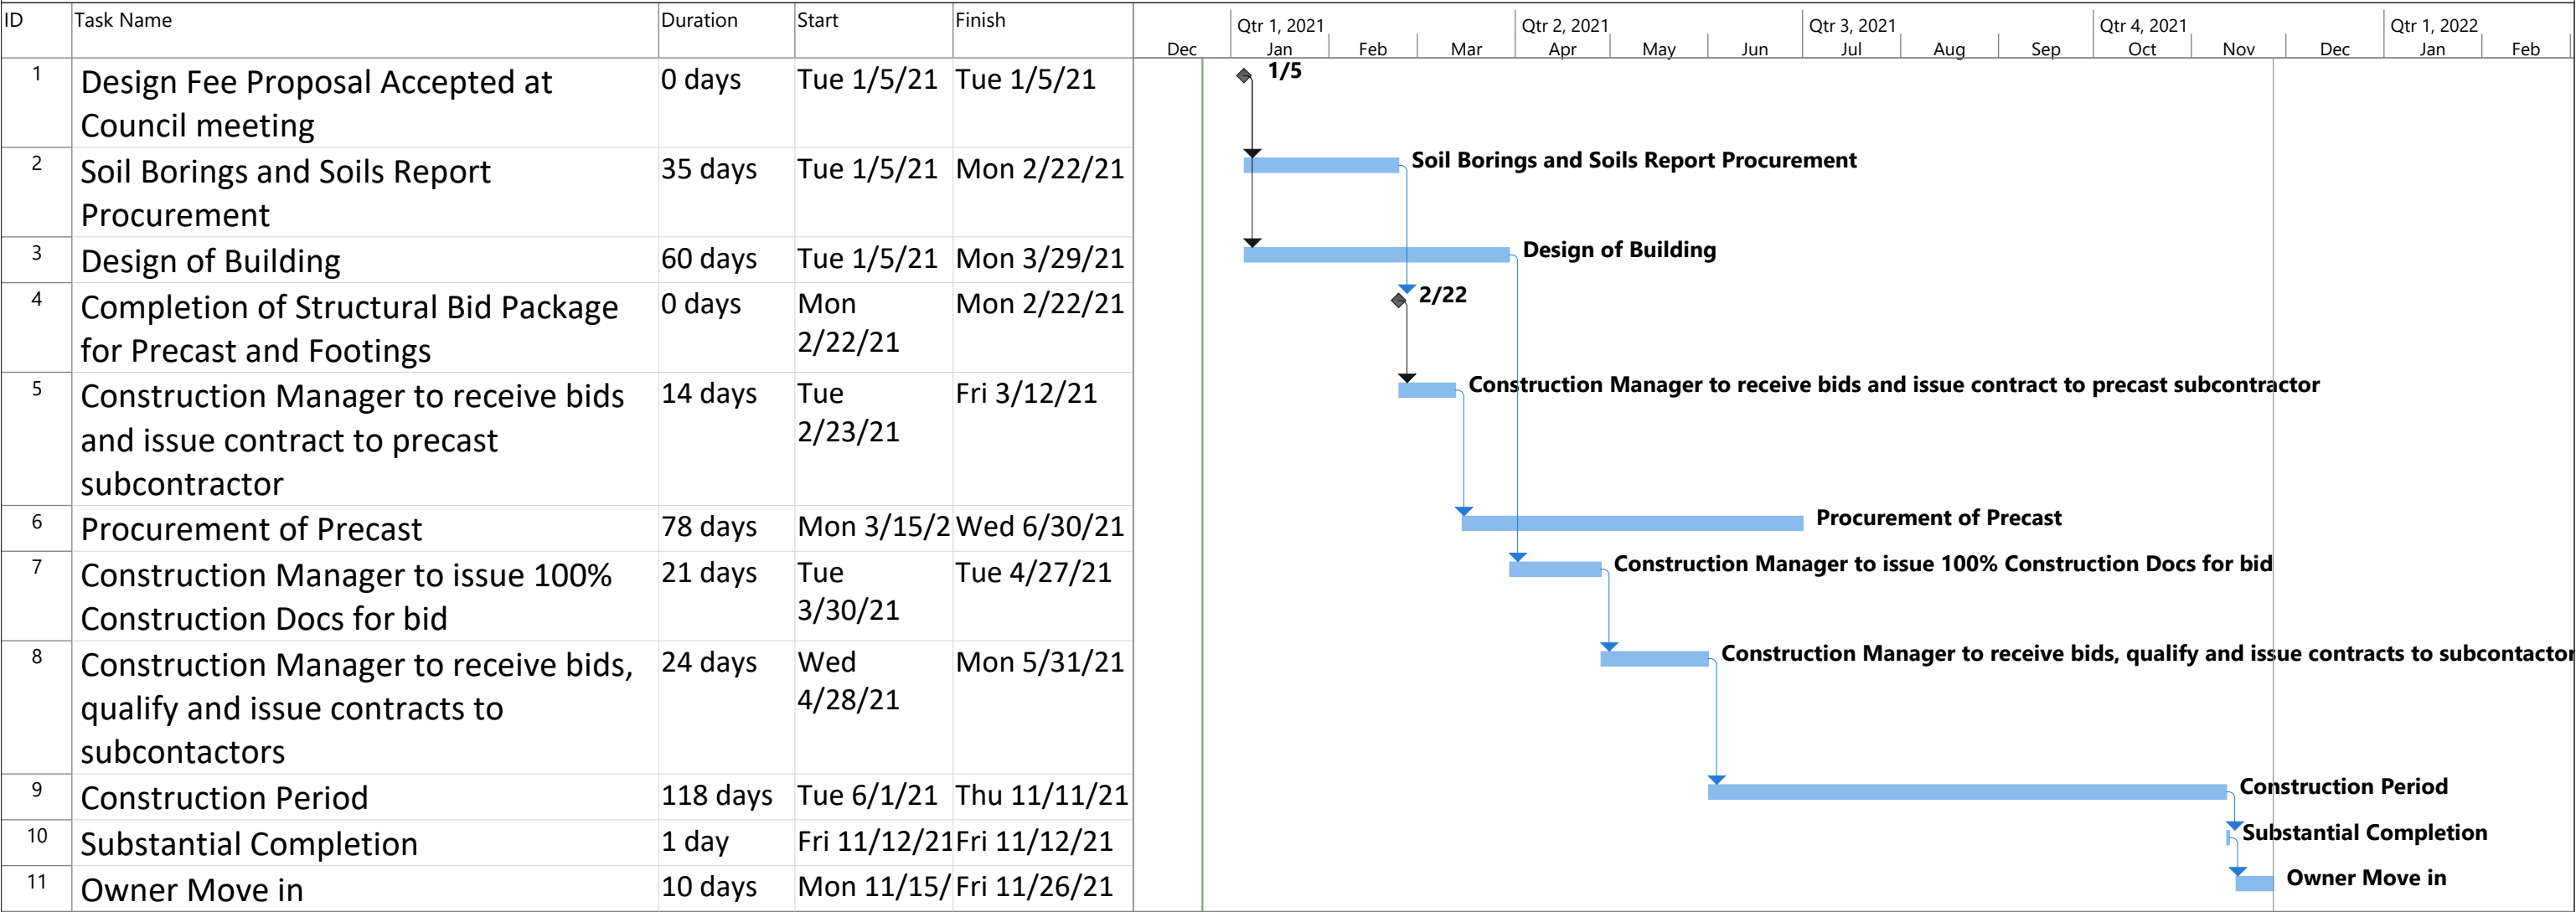 ID Task Name Duration Start Finish Qtr 1, 2021 Qtr 2, 2021 Qtr 3, 2021 Qtr 4, 2021 Qtr 1, 2022
Dec Jan Feb Mar Apr May Jun Jul Aug Sep Oct Nov Dec Jan Feb
1 Design Fee Proposal Accepted at 0 days Tue 1/5/21 Tue 1/5/21 1/5
Council meeting
2 Soil Borings and Soils Report 35 days Tue 1/5/21 Mon 2/22/21 Soil Borings and Soils Report Procurement
Procurement
3 Design of Building 60 days Tue 1/5/21 Mon 3/29/21 Design of Building
4 Completion of Structural Bid Package 0 days Mon Mon 2/22/21 2/22
for Precast and Footings 2/22/21
5 Construction Manager to receive bids 14 days Tue Fri 3/12/21 Construction Manager to receive bids and issue contract to precast subcontractor
and issue contract to precast 2/23/21
subcontractor
6 Procurement of Precast 78 days Mon 3/15/2 Wed 6/30/21 Procurement of Precast
7 Construction Manager to issue 100% 21 days Tue Tue 4/27/21 Construction Manager to issue 100% Construction Docs for bid
Construction Docs for bid 3/30/21
8 Construction Manager to receive bids, 24 days Wed Mon 5/31/21 Construction Manager to receive bids, qualify and issue contracts to subcontactor
qualify and issue contracts to 4/28/21
subcontactors
9 Construction Period 118 days Tue 6/1/21 Thu 11/11/21 Construction Period
10 Substantial Completion 1 day Fri 11/12/21 Fri 11/12/21 Substantial Completion
11 Owner Move in 10 days Mon 11/15/ Fri 11/26/21 Owner Move in